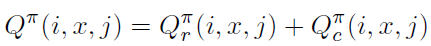 Q^π(i, x, j) = Q_r^π(i, x, j) + Q_c^π(i, x, j)